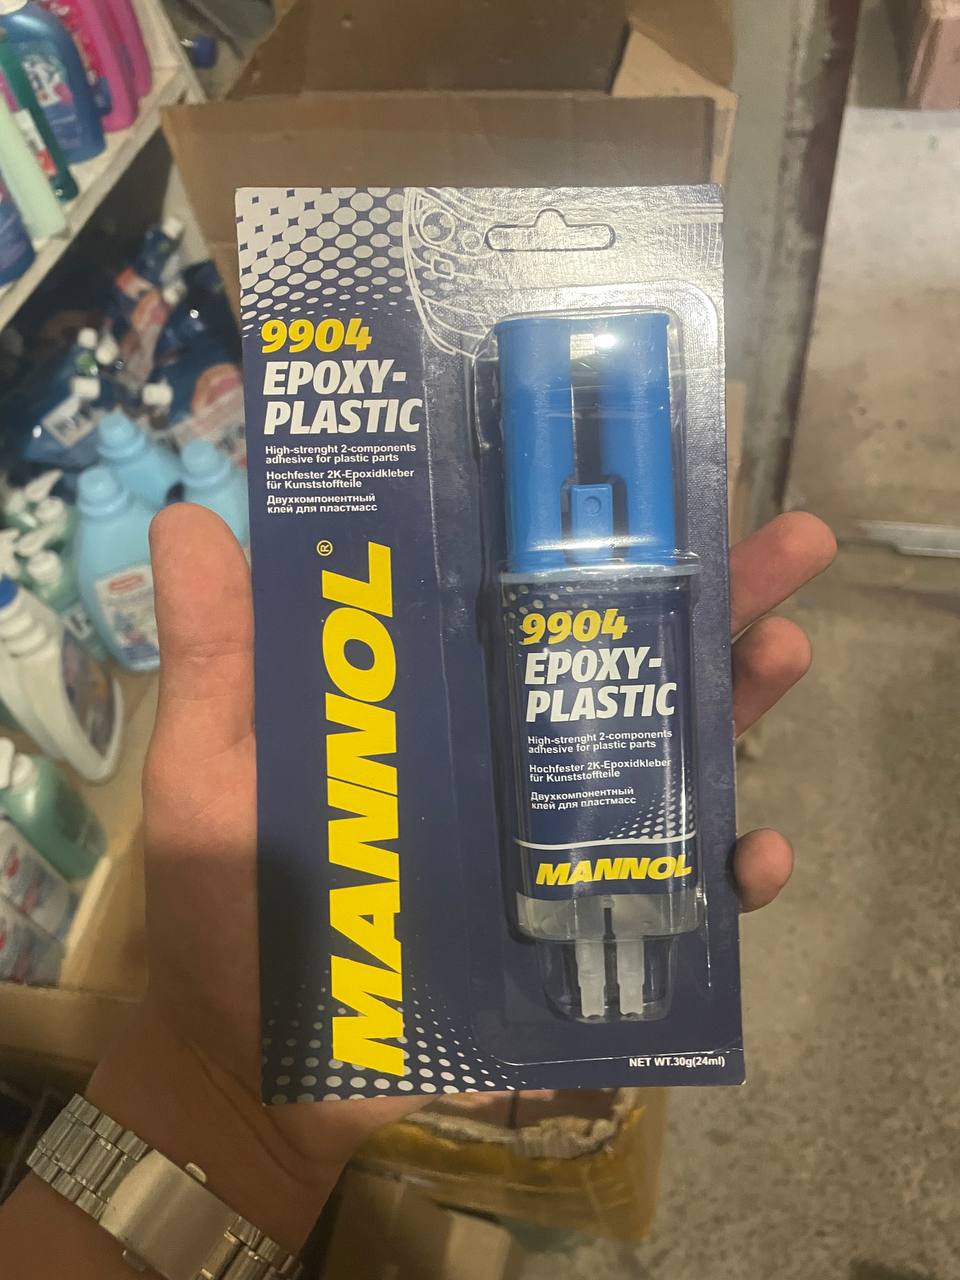 9904
EPOXY-
PLASTIC
High-strenght 2-components
adhesive for plastic parts
Hochfester 2K-Epoxidkleber
für Kunststoffteile
Двухкомпонентный
клей для пластмасс
MANNOL®
9904
EPOXY-
PLASTIC
High-strenght 2-components
adhesive for plastic parts
Hochfester 2K-Epoxidkleber
für Kunststoffteile
Двухкомпонентный
клей для пластмасс
MANNOL
NET WT.30g(24ml)